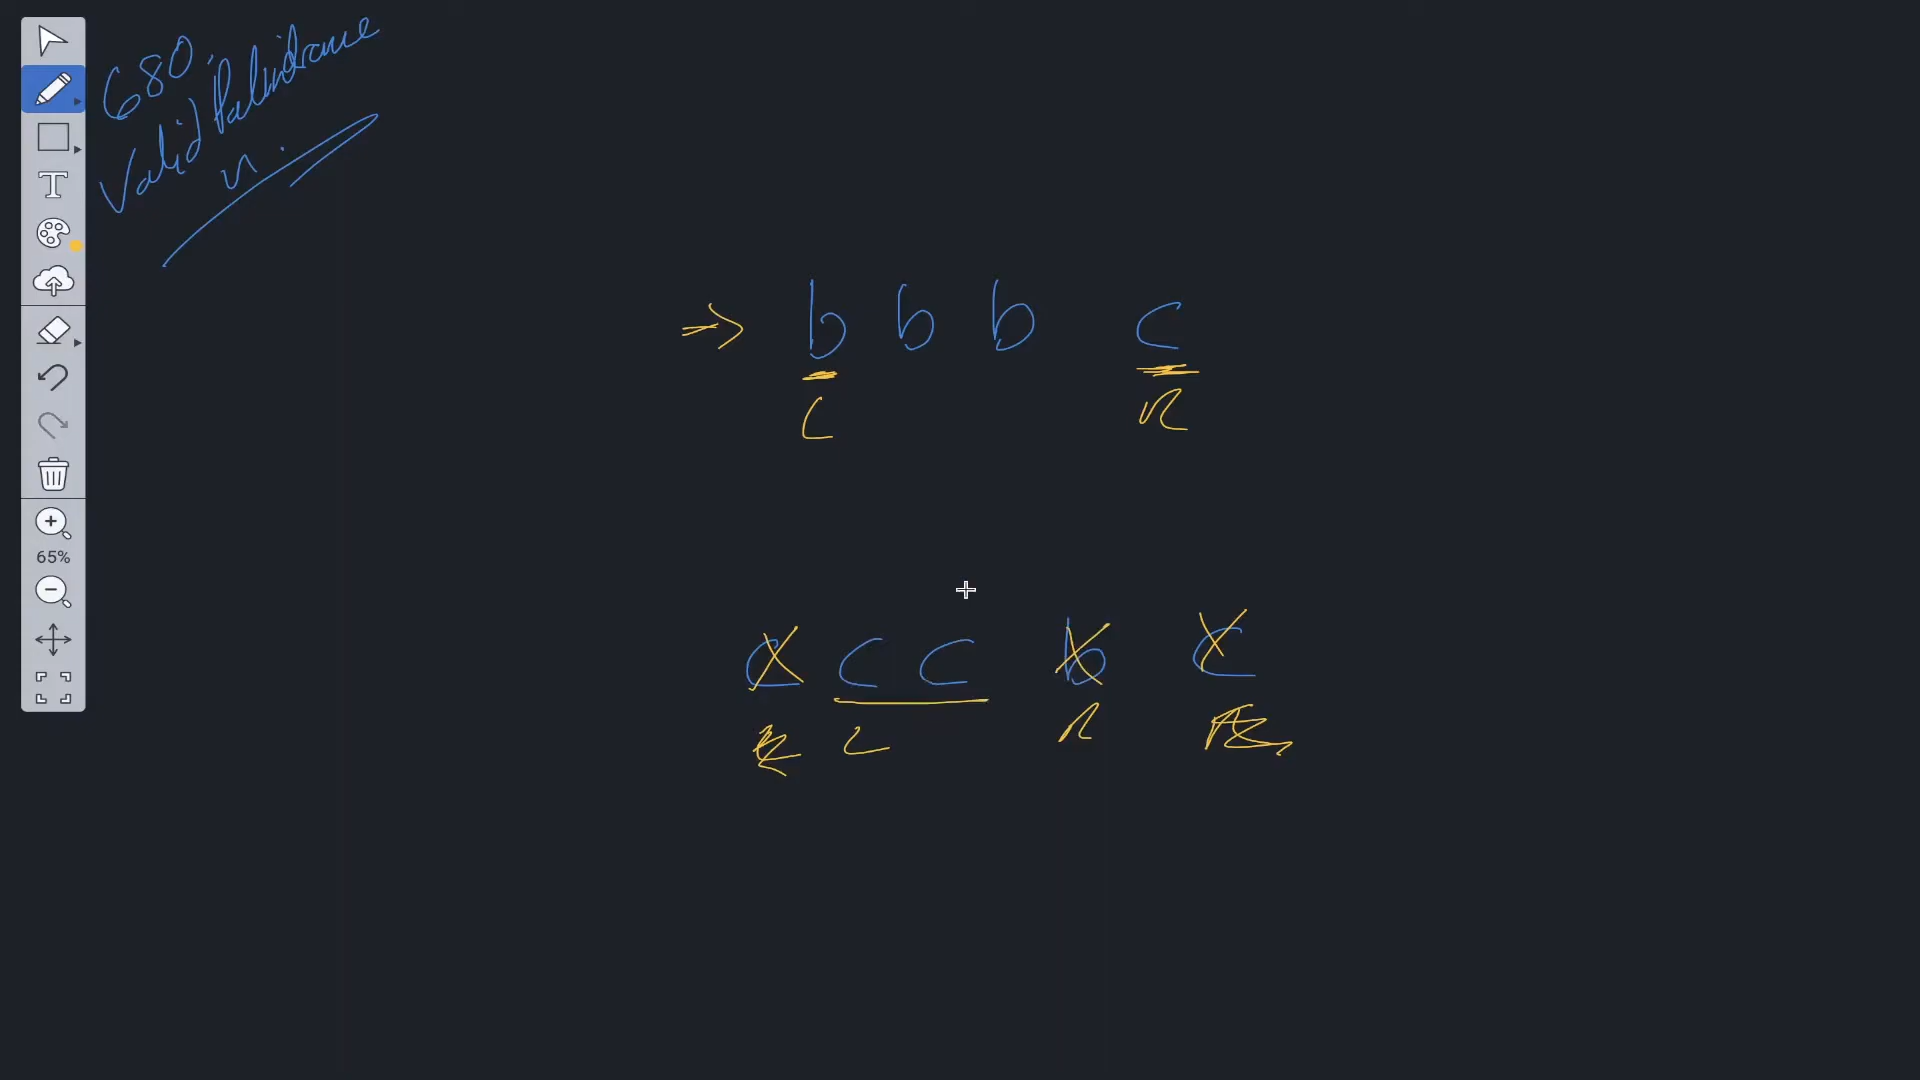 680
Valid Palindrome
II.
T
=> b b b c
L R
65%
c c c b c
L L R R